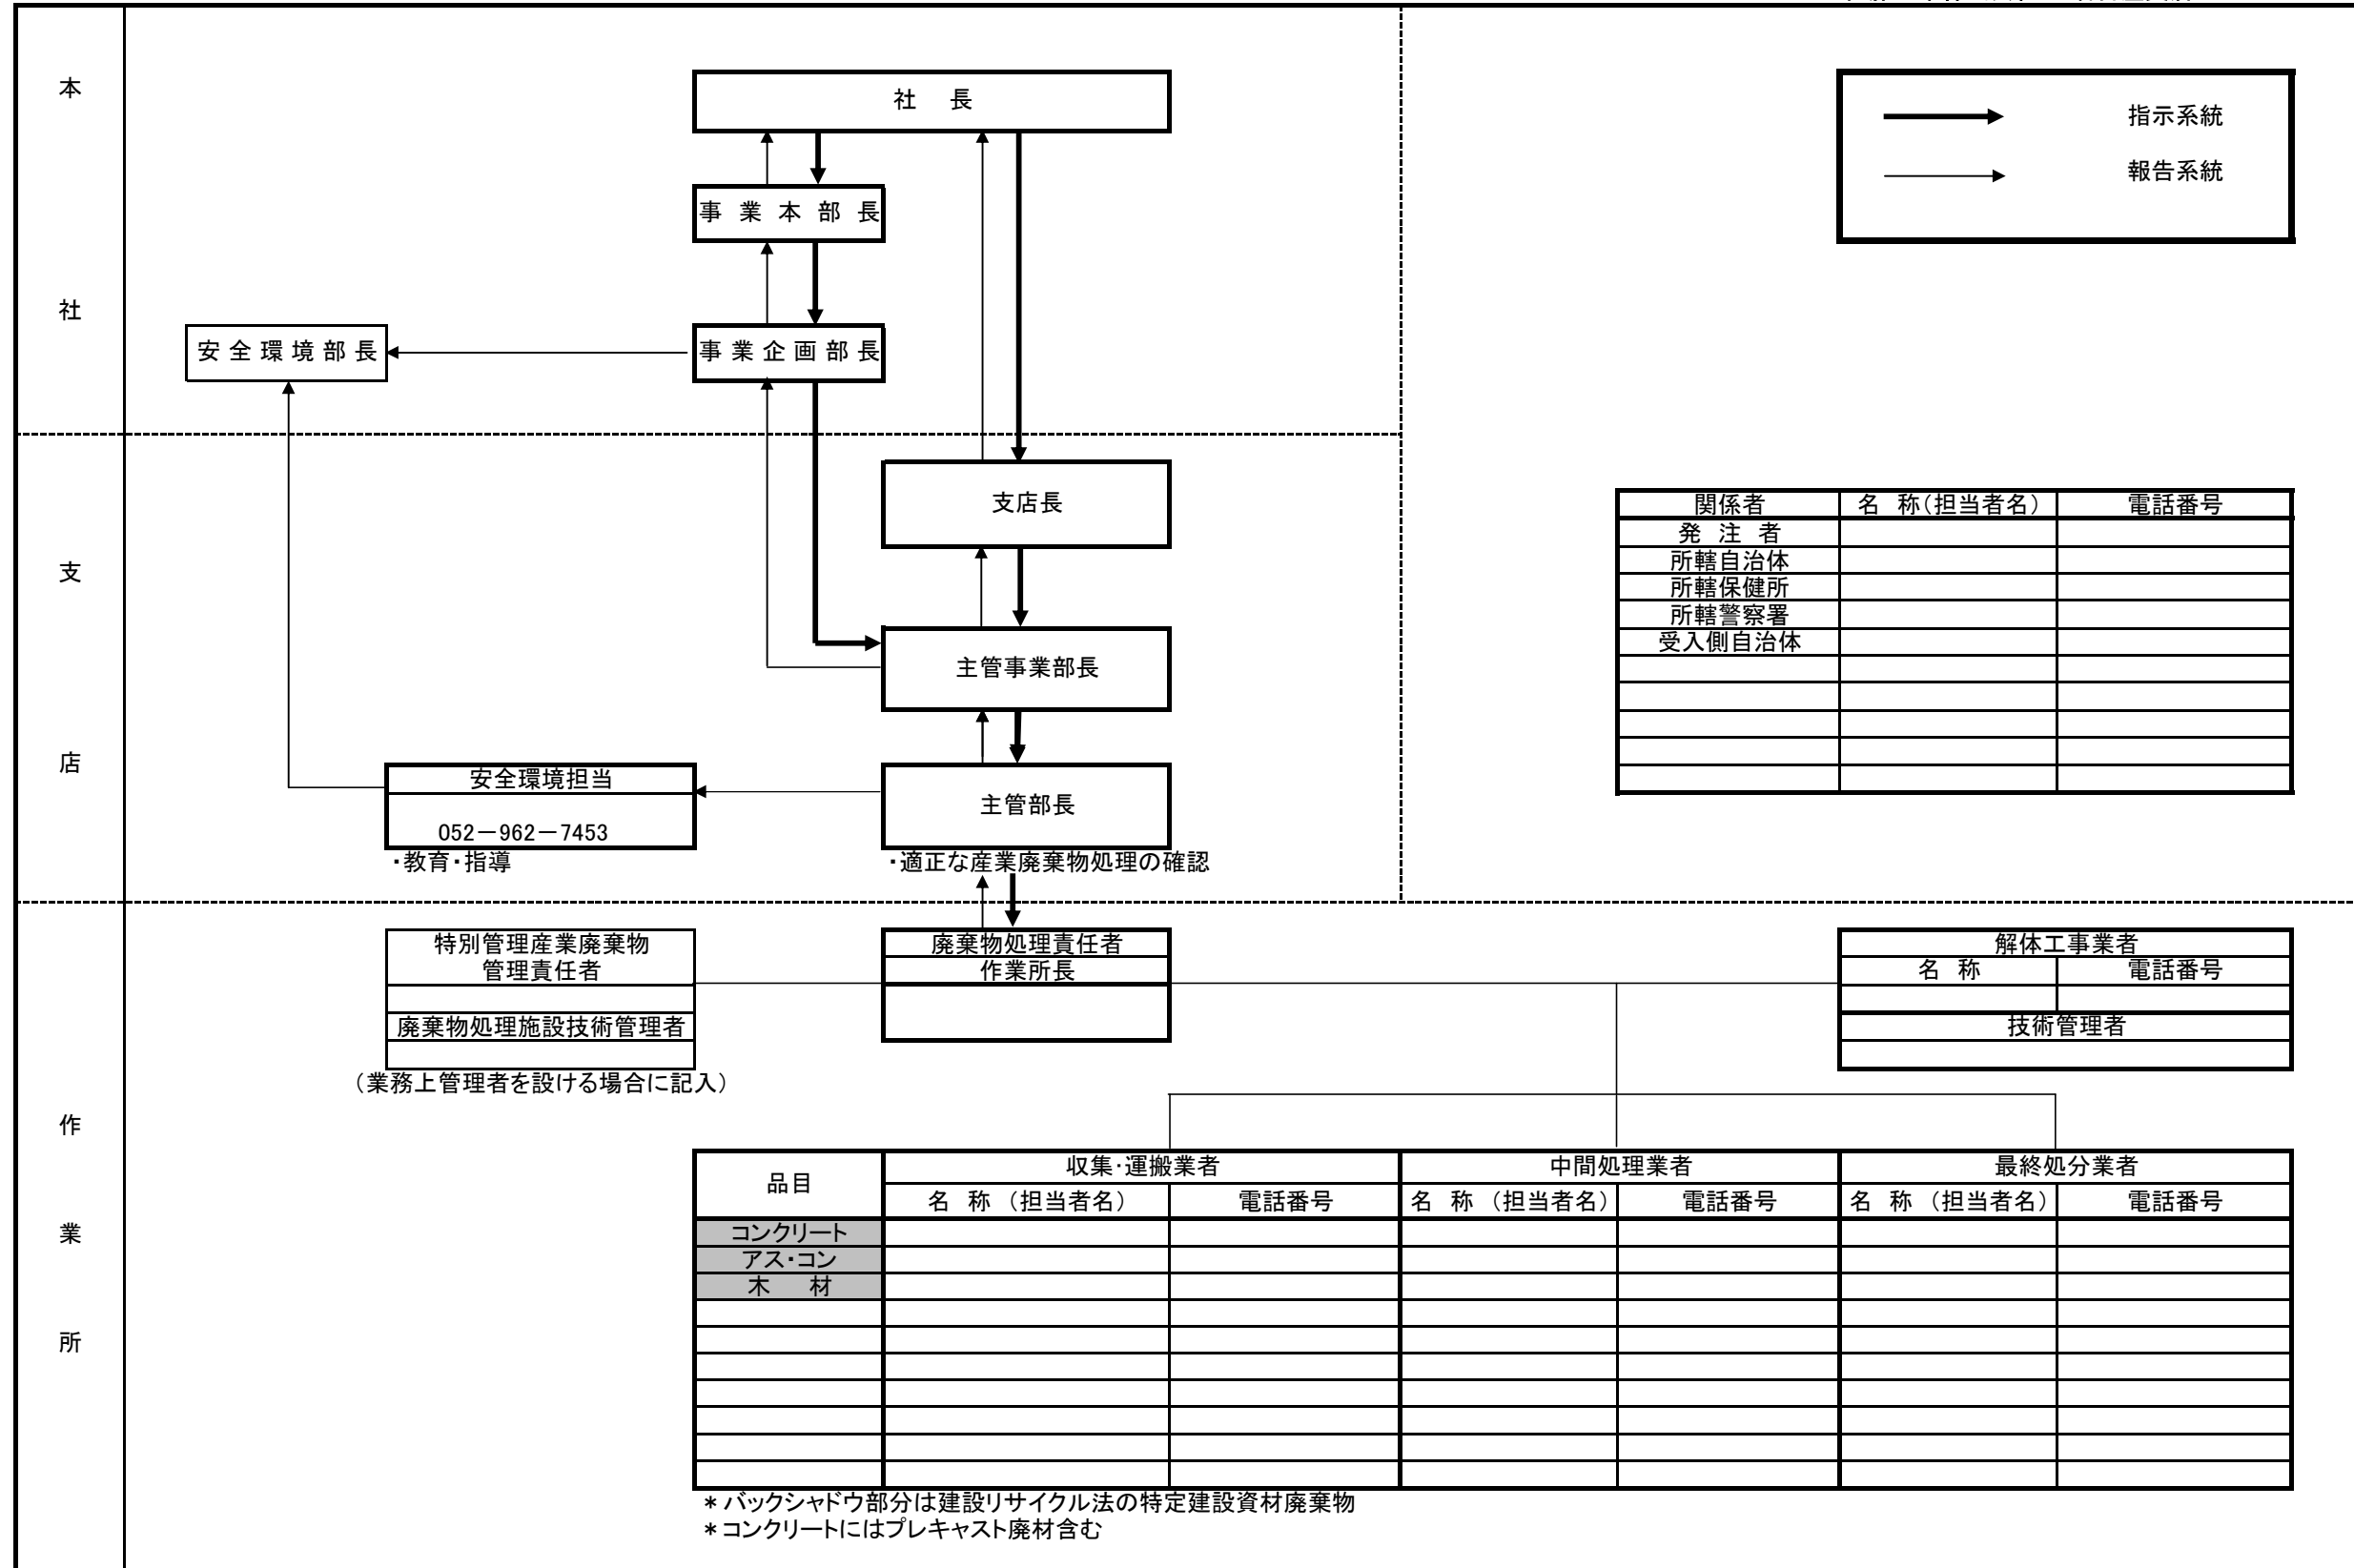 本
社
支
店
作
業
所
社 長
事 業 本 部 長
事 業 企 画 部 長
安 全 環 境 部 長
指示系統
報告系統
支店長
主管事業部長
主管部長
・適正な産業廃棄物処理の確認
安全環境担当
052－962－7453
・教育・指導
関係者 名 称(担当者名) 電話番号
発 注 者
所轄自治体
所轄保健所
所轄警察署
受入側自治体
特別管理産業廃棄物
管理責任者
廃棄物処理施設技術管理者
(業務上管理者を設ける場合に記入)
廃棄物処理責任者
作業所長
解体工事業者
名 称 電話番号
技術管理者
品目 収集・運搬業者 中間処理業者 最終処分業者
名 称 (担当者名) 電話番号 名 称 (担当者名) 電話番号 名 称 (担当者名) 電話番号
コンクリート
アス・コン
木 材
＊バックシャドウ部分は建設リサイクル法の特定建設資材廃棄物
＊コンクリートにはプレキャスト廃材含む